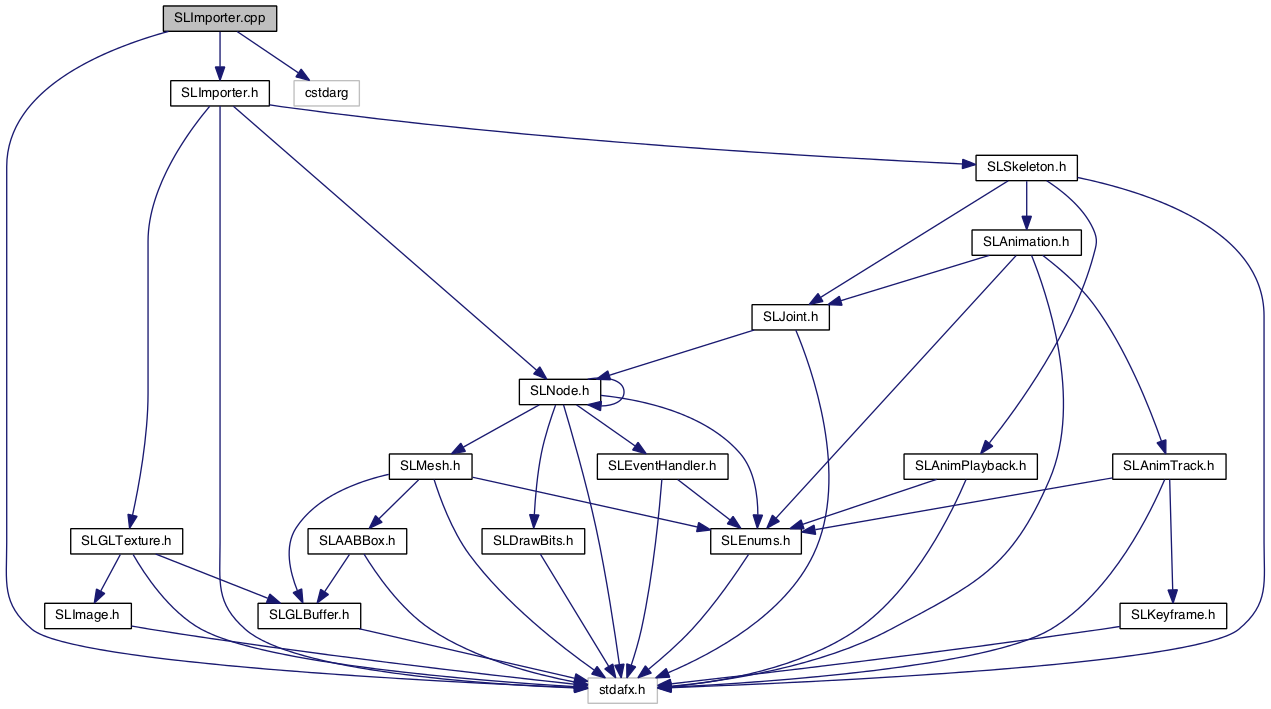 SLImporter.cpp
SLImporter.h
cstdarg
SLSkeleton.h
SLAnimation.h
SLJoint.h
SLNode.h
SLMesh.h
SLEventHandler.h
SLAnimPlayback.h
SLAnimTrack.h
SLGLTexture.h
SLAABBox.h
SLDrawBits.h
SLEnums.h
SLImage.h
SLGLBuffer.h
SLKeyframe.h
stdafx.h